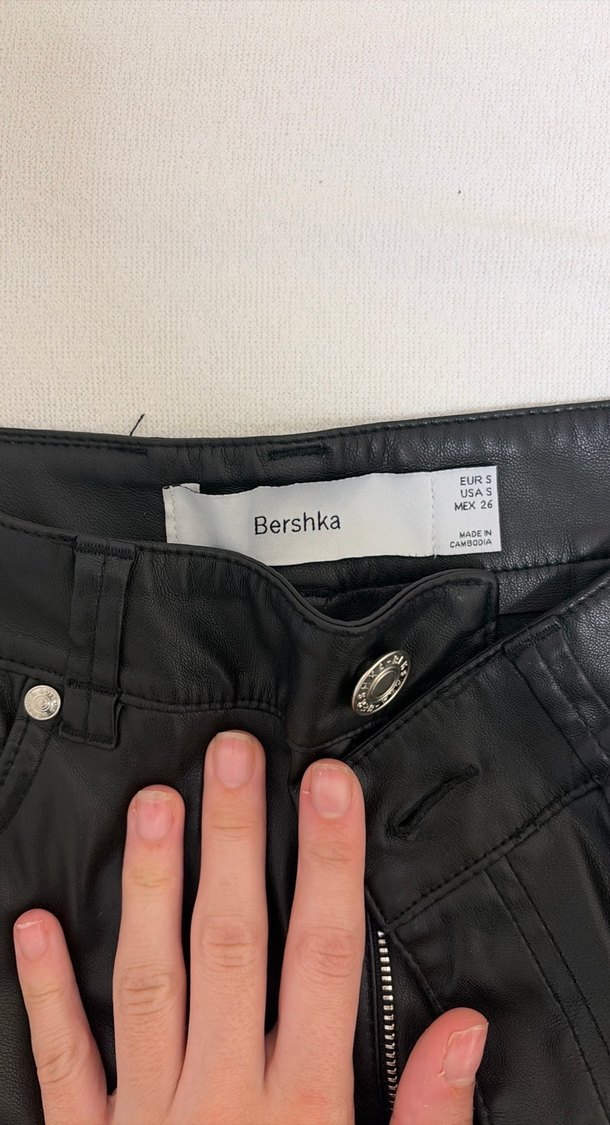 Bershka
EUR S
USA S
MEX 26
MADE IN
CAMBODIA